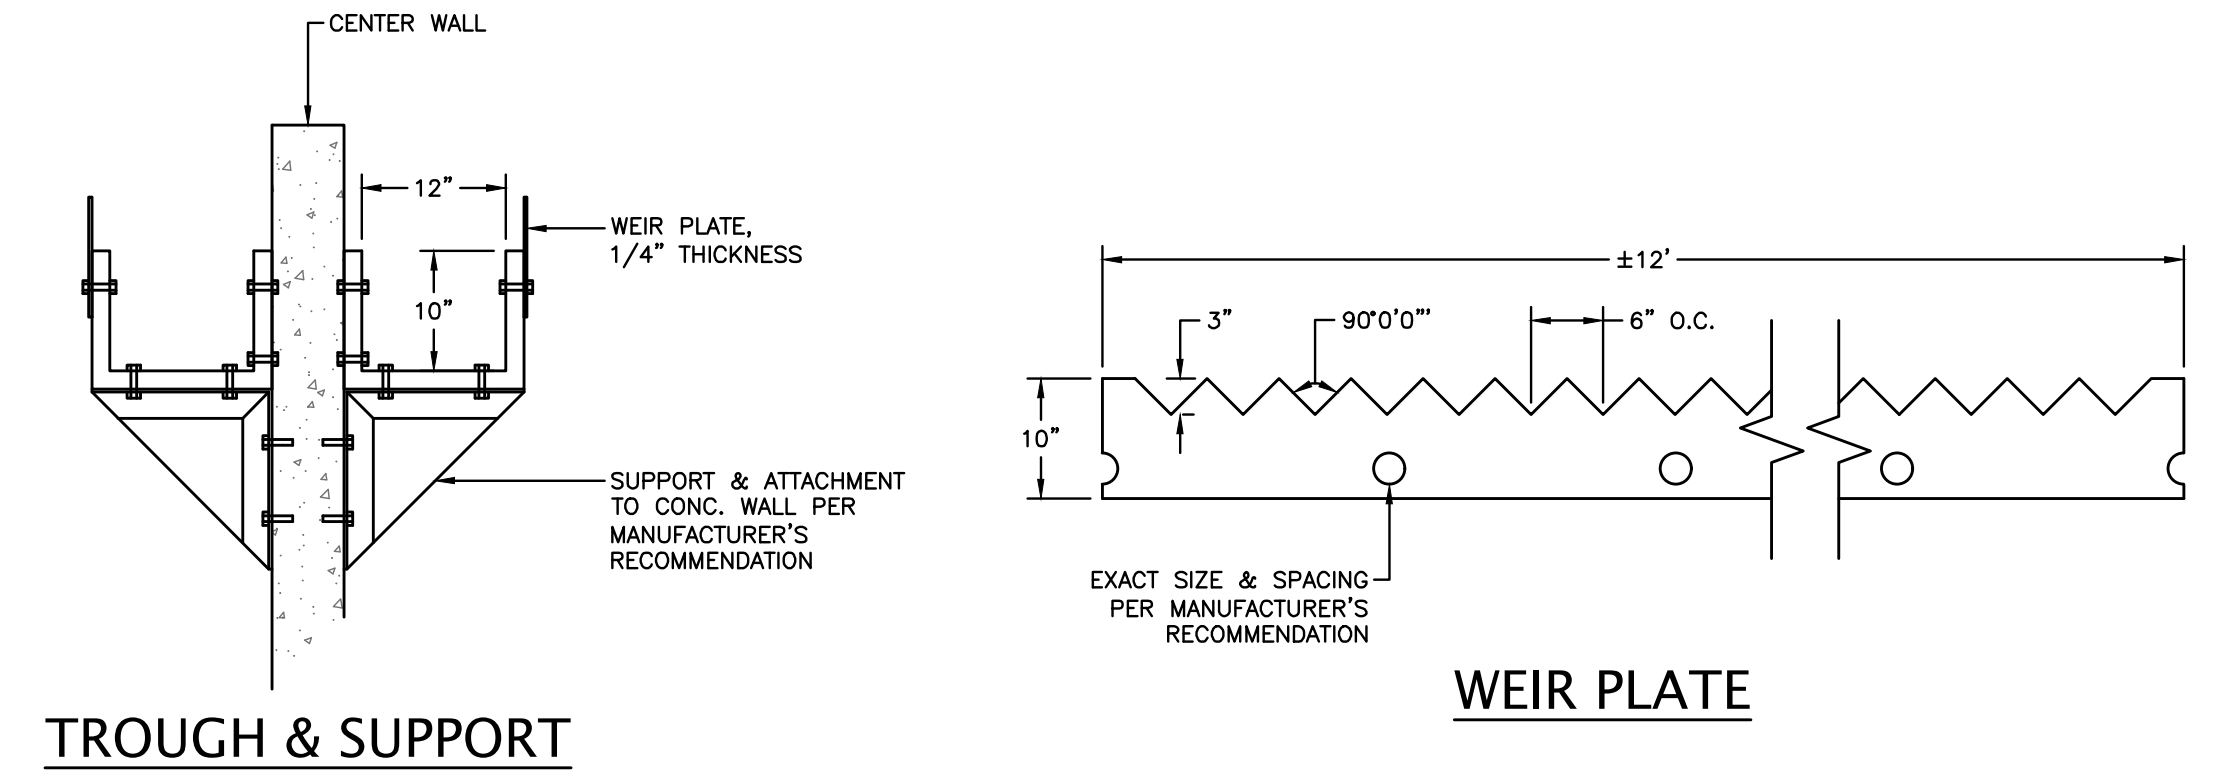 CENTER WALL
12"
WEIR PLATE,
1/4" THICKNESS
10"
SUPPORT & ATTACHMENT
TO CONC. WALL PER
MANUFACTURER'S
RECOMMENDATION
TROUGH & SUPPORT
±12'
3"
90°0'0"'
6" O.C.
10"
EXACT SIZE & SPACING
PER MANUFACTURER'S
RECOMMENDATION
WEIR PLATE